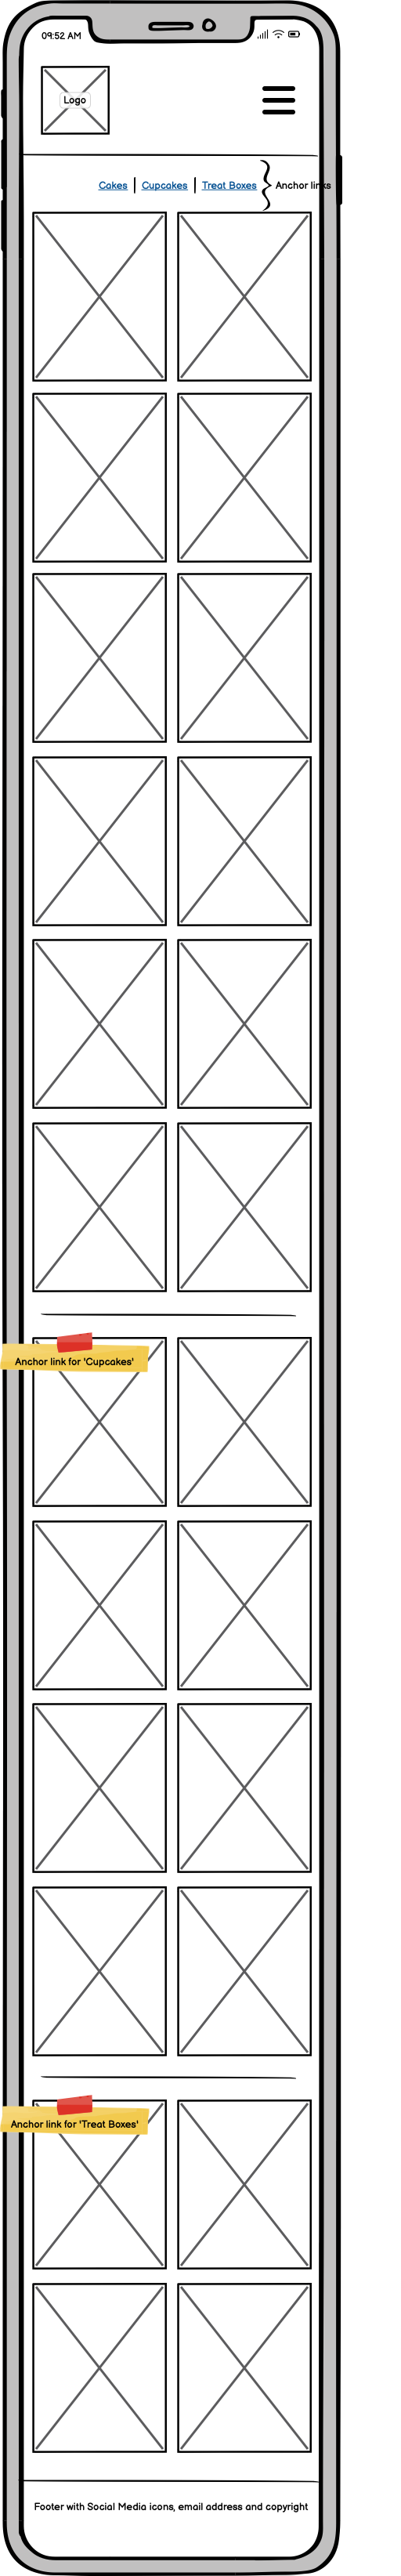 09:52 AM
Logo
Cakes | Cupcakes | Treat Boxes
Anchor links
Anchor link for 'Cupcakes'
Anchor link for 'Treat Boxes'
Footer with Social Media icons, email address and copyright